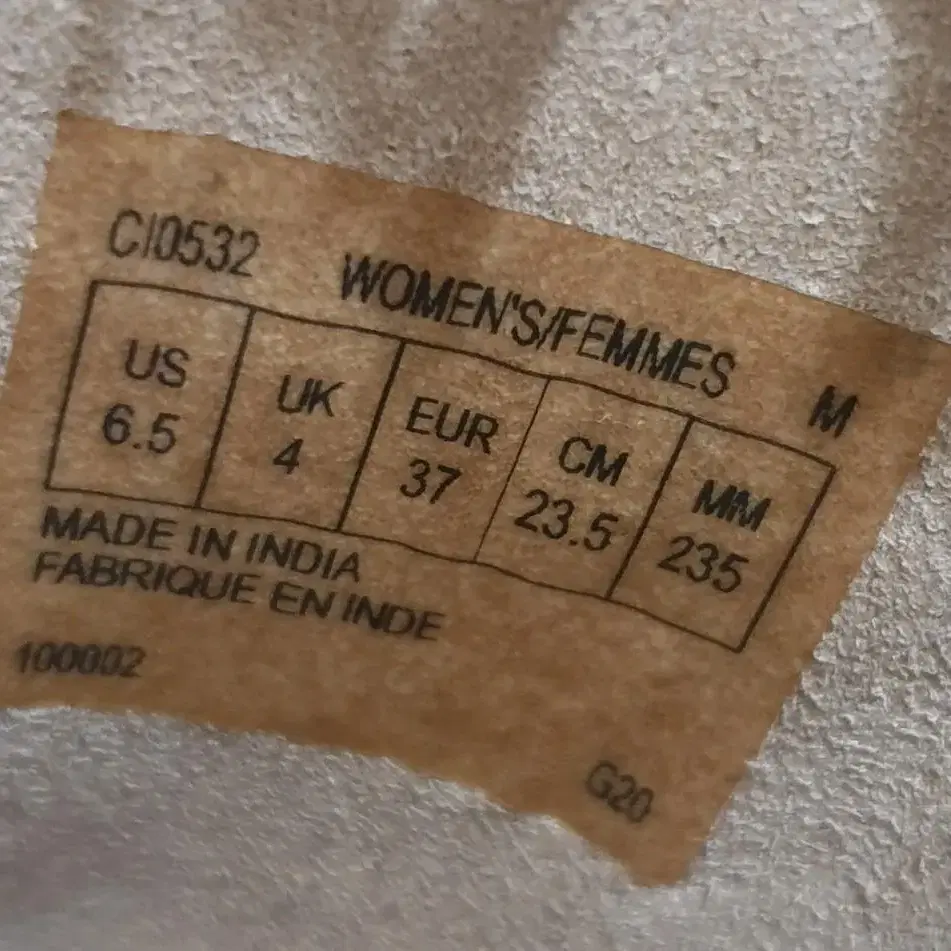 CI0532 WOMEN'S/FEMMES M
US UK EUR CM MM
6.5 4 37 23.5 235
MADE IN INDIA
FABRIQUE EN INDE
100002
G20